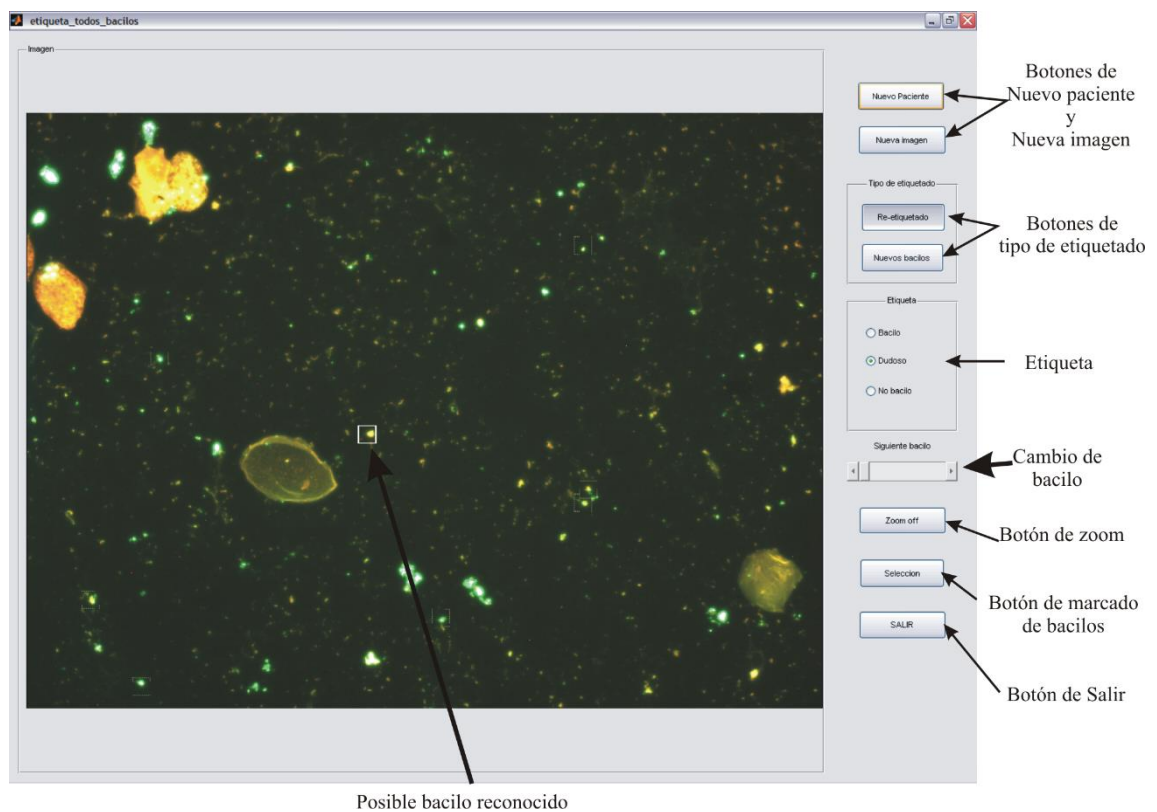 etiqueta_todos_bacilos
Imagen
Nuevo Paciente
Nueva imagen
Tipo de etiquetado
Re-etiquetado
Nuevos bacilos
Etiqueta
Bacilo
Dudoso
No bacilo
Siguiente bacilo
Zoom off
Seleccion
SALIR
Botones de
Nuevo paciente
y
Nueva imagen
Botones de
tipo de etiquetado
Etiqueta
Cambio de
bacilo
Botón de zoom
Botón de marcado
de bacilos
Botón de Salir
Posible bacilo reconocido